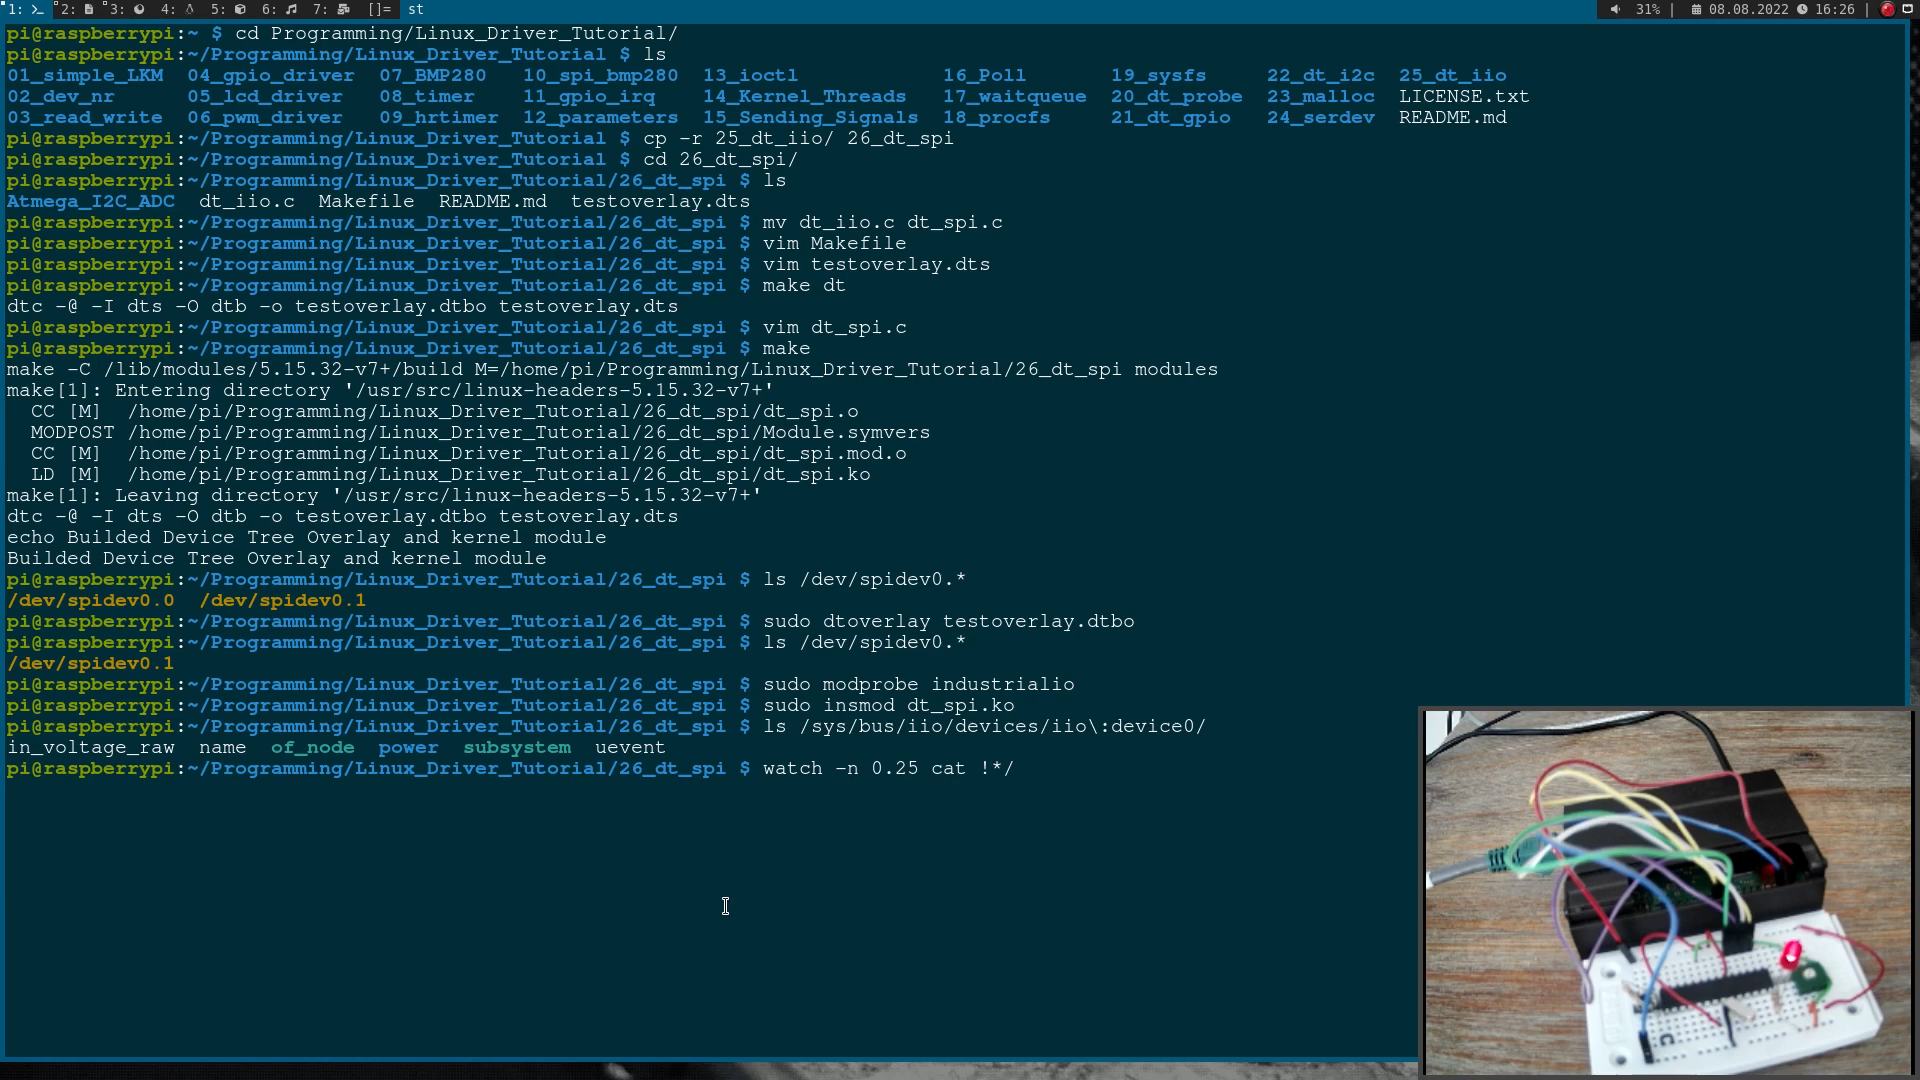 1: 2: 3: 4: 5: 6: 7: []= st 31% | 08.08.2022 16:26 |
pi@raspberrypi:~ $ cd Programming/Linux_Driver_Tutorial/
pi@raspberrypi:~/Programming/Linux_Driver_Tutorial $ ls
01_simple_LKM 04_gpio_driver 07_BMP280 10_spi_bmp280 13_ioctl 16_Poll 19_sysfs 22_dt_i2c 25_dt_iio
02_dev_nr 05_lcd_driver 08_timer 11_gpio_irq 14_Kernel_Threads 17_waitqueue 20_dt_probe 23_malloc LICENSE.txt
03_read_write 06_pwm_driver 09_hrtimer 12_parameters 15_Sending_Signals 18_procfs 21_dt_gpio 24_serdev README.md
pi@raspberrypi:~/Programming/Linux_Driver_Tutorial $ cp -r 25_dt_iio/ 26_dt_spi
pi@raspberrypi:~/Programming/Linux_Driver_Tutorial $ cd 26_dt_spi/
pi@raspberrypi:~/Programming/Linux_Driver_Tutorial/26_dt_spi $ ls
Atmega_I2C_ADC dt_iio.c Makefile README.md testoverlay.dts
pi@raspberrypi:~/Programming/Linux_Driver_Tutorial/26_dt_spi $ mv dt_iio.c dt_spi.c
pi@raspberrypi:~/Programming/Linux_Driver_Tutorial/26_dt_spi $ vim Makefile
pi@raspberrypi:~/Programming/Linux_Driver_Tutorial/26_dt_spi $ vim testoverlay.dts
pi@raspberrypi:~/Programming/Linux_Driver_Tutorial/26_dt_spi $ make dt
dtc -@ -I dts -O dtb -o testoverlay.dtbo testoverlay.dts
pi@raspberrypi:~/Programming/Linux_Driver_Tutorial/26_dt_spi $ vim dt_spi.c
pi@raspberrypi:~/Programming/Linux_Driver_Tutorial/26_dt_spi $ make
make -C /lib/modules/5.15.32-v7+/build M=/home/pi/Programming/Linux_Driver_Tutorial/26_dt_spi modules
make[1]: Entering directory '/usr/src/linux-headers-5.15.32-v7+'
CC [M] /home/pi/Programming/Linux_Driver_Tutorial/26_dt_spi/dt_spi.o
MODPOST /home/pi/Programming/Linux_Driver_Tutorial/26_dt_spi/Module.symvers
CC [M] /home/pi/Programming/Linux_Driver_Tutorial/26_dt_spi/dt_spi.mod.o
LD [M] /home/pi/Programming/Linux_Driver_Tutorial/26_dt_spi/dt_spi.ko
make[1]: Leaving directory '/usr/src/linux-headers-5.15.32-v7+'
dtc -@ -I dts -O dtb -o testoverlay.dtbo testoverlay.dts
echo Builded Device Tree Overlay and kernel module
Builded Device Tree Overlay and kernel module
pi@raspberrypi:~/Programming/Linux_Driver_Tutorial/26_dt_spi $ ls /dev/spidev0.*
/dev/spidev0.0 /dev/spidev0.1
pi@raspberrypi:~/Programming/Linux_Driver_Tutorial/26_dt_spi $ sudo dtoverlay testoverlay.dtbo
pi@raspberrypi:~/Programming/Linux_Driver_Tutorial/26_dt_spi $ ls /dev/spidev0.*
/dev/spidev0.1
pi@raspberrypi:~/Programming/Linux_Driver_Tutorial/26_dt_spi $ sudo modprobe industrialio
pi@raspberrypi:~/Programming/Linux_Driver_Tutorial/26_dt_spi $ sudo insmod dt_spi.ko
pi@raspberrypi:~/Programming/Linux_Driver_Tutorial/26_dt_spi $ ls /sys/bus/iio/devices/iio\:device0/
in_voltage_raw name of_node power subsystem uevent
pi@raspberrypi:~/Programming/Linux_Driver_Tutorial/26_dt_spi $ watch -n 0.25 cat !*/